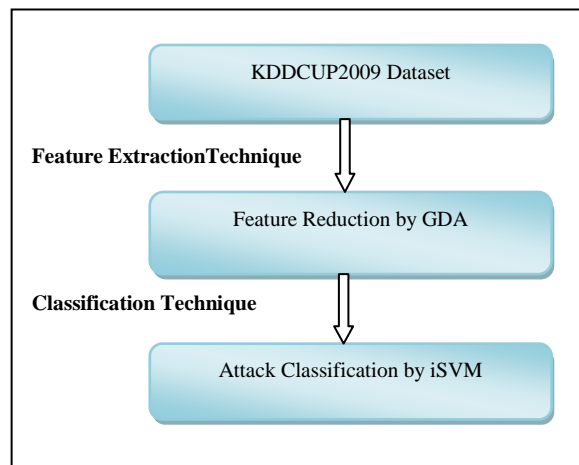 KDDCUP2009 Dataset
Feature ExtractionTechnique
Feature Reduction by GDA
Classification Technique
Attack Classification by iSVM